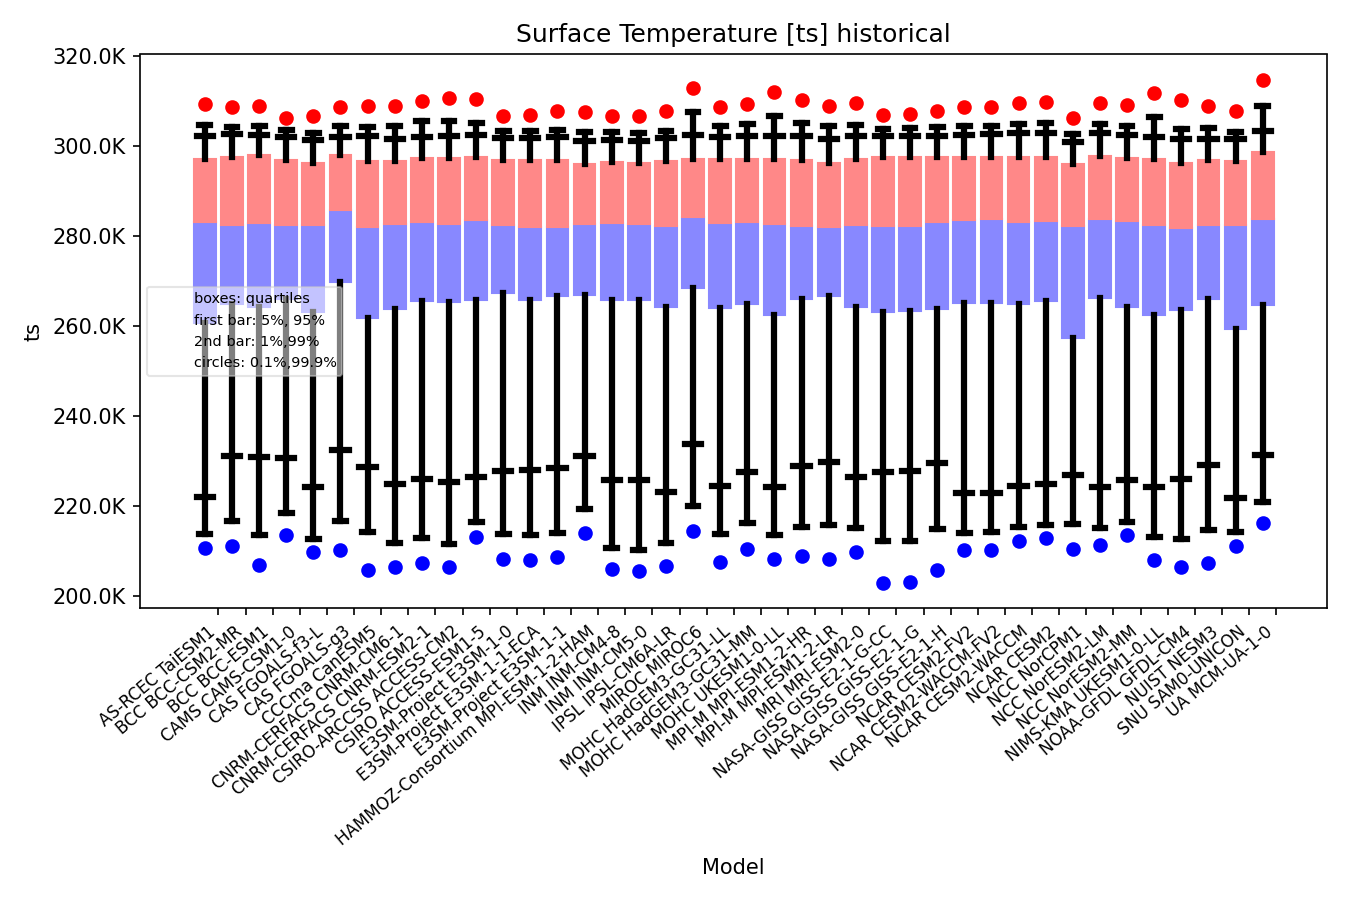 Surface Temperature [ts] historical
320.0K
300.0K
280.0K
260.0K
240.0K
220.0K
200.0K
ts
boxes: quartiles
first bar: 5%, 95%
2nd bar: 1%,99%
circles: 0.1%,99.9%
AS-RCEC TaiESM1
BCC BCC-CSM2-MR
BCC BCC-ESM1
CAMS CAMS-CSM1-0
CAS FGOALS-f3-L
CAS FGOALS-g3
CCCma CanESM5
CNRM-CERFACS CNRM-CM6-1
CNRM-CERFACS CNRM-ESM2-1
CSIRO-ARCCSS ACCESS-CM2
CSIRO ACCESS-ESM1-5
E3SM-Project E3SM-1-0
E3SM-Project E3SM-1-1-ECA
E3SM-Project E3SM-1-1
HAMMOZ-Consortium MPI-ESM-1-2-HAM
INM INM-CM4-8
INM INM-CM5-0
IPSL IPSL-CM6A-LR
MIROC MIROC6
MOHC HadGEM3-GC31-LL
MOHC HadGEM3-GC31-MM
MOHC UKESM1-0-LL
MPI-M MPI-ESM1-2-HR
MPI-M MPI-ESM1-2-LR
MRI MRI-ESM2-0
NASA-GISS GISS-E2-1-G-CC
NASA-GISS GISS-E2-1-G
NASA-GISS GISS-E2-1-H
NCAR CESM2-FV2
NCAR CESM2-WACCM-FV2
NCAR CESM2-WACCM
NCAR CESM2
NCC NorCPM1
NCC NorESM2-LM
NCC NorESM2-MM
NIMS-KMA UKESM1-0-LL
NOAA-GFDL GFDL-CM4
NUIST NESM3
SNU SAM0-UNICON
UA MCM-UA-1-0
Model